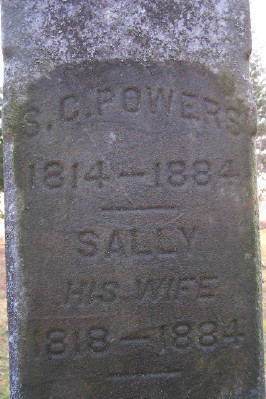 S. C. POWERS
1814 — 1884
SALLY
HIS WIFE
1818 — 1884